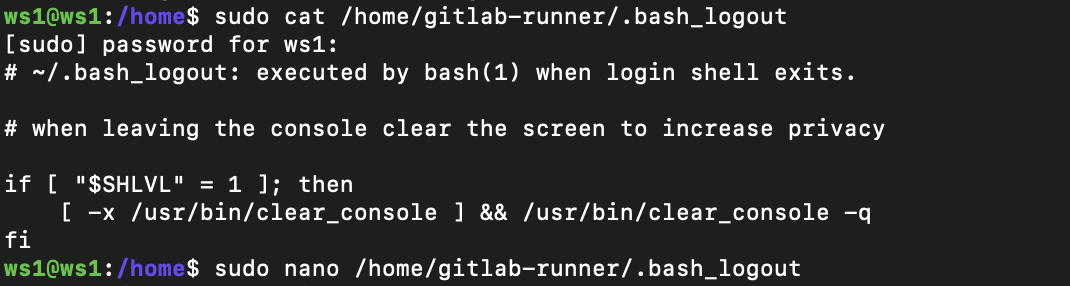 ws1@ws1:/home$ sudo cat /home/gitlab-runner/.bash_logout
[sudo] password for ws1:
# ~/.bash_logout: executed by bash(1) when login shell exits.

# when leaving the console clear the screen to increase privacy

if [ "$SHLVL" = 1 ]; then
    [ -x /usr/bin/clear_console ] && /usr/bin/clear_console -q
fi
ws1@ws1:/home$ sudo nano /home/gitlab-runner/.bash_logout